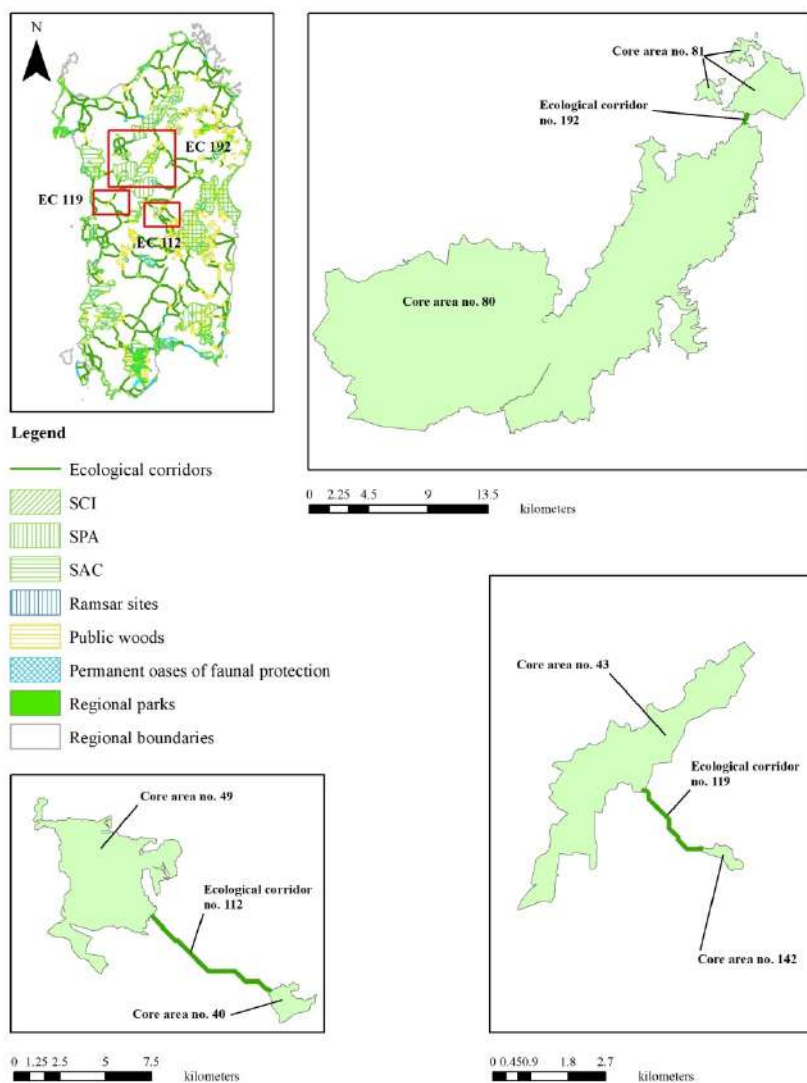 N
EC 192
EC 119
EC 112
Core area no. 81
Ecological corridor
no. 192
Core area no. 80
0 2.25 4.5 9 13.5
kilometers
Legend
Ecological corridors
SCI
SPA
SAC
Ramsar sites
Public woods
Permanent oases of faunal protection
Regional parks
Regional boundaries
Core area no. 43
Ecological corridor
no. 119
Core area no. 142
0 0.45 0.9 1.8 2.7
kilometers
Core area no. 49
Ecological corridor
no. 112
Core area no. 40
0 1.25 2.5 5 7.5
kilometers